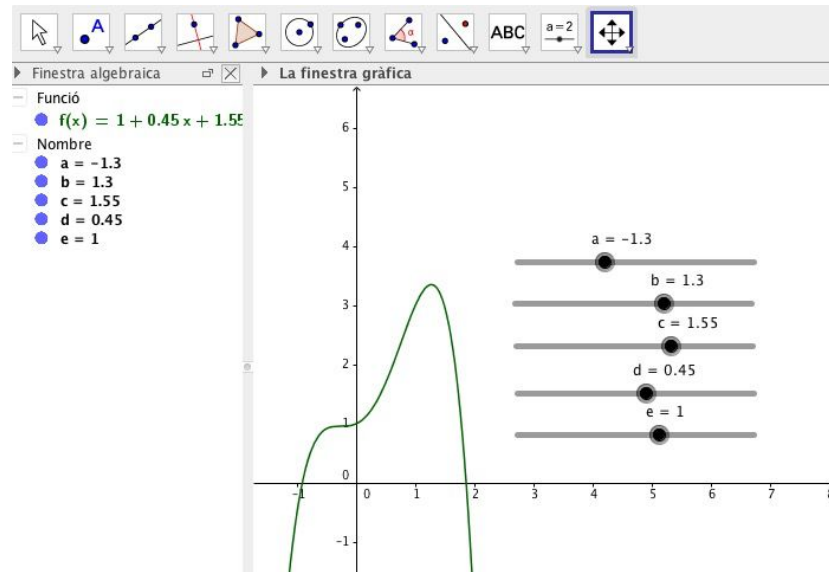 A
α
ABC
a=2
Finestra algebraica
La finestra gràfica
Funció
f(x) = 1 + 0.45 x + 1.55
Nombre
a = -1.3
b = 1.3
c = 1.55
d = 0.45
e = 1
6
5
4
3
2
1
0
-1
-1
0
1
2
3
4
5
6
7
8
a = -1.3
b = 1.3
c = 1.55
d = 0.45
e = 1